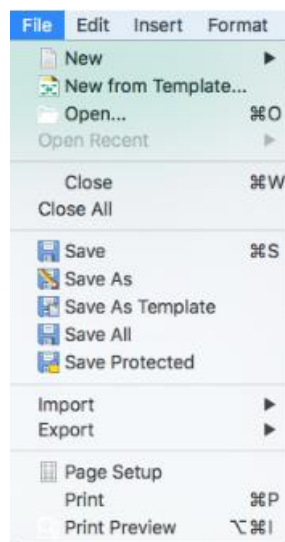 File Edit Insert Format
New
New from Template...
Open... ⌘O
Open Recent
Close ⌘W
Close All
Save ⌘S
Save As
Save As Template
Save All
Save Protected
Import
Export
Page Setup
Print ⌘P
Print Preview ⌥⌘I